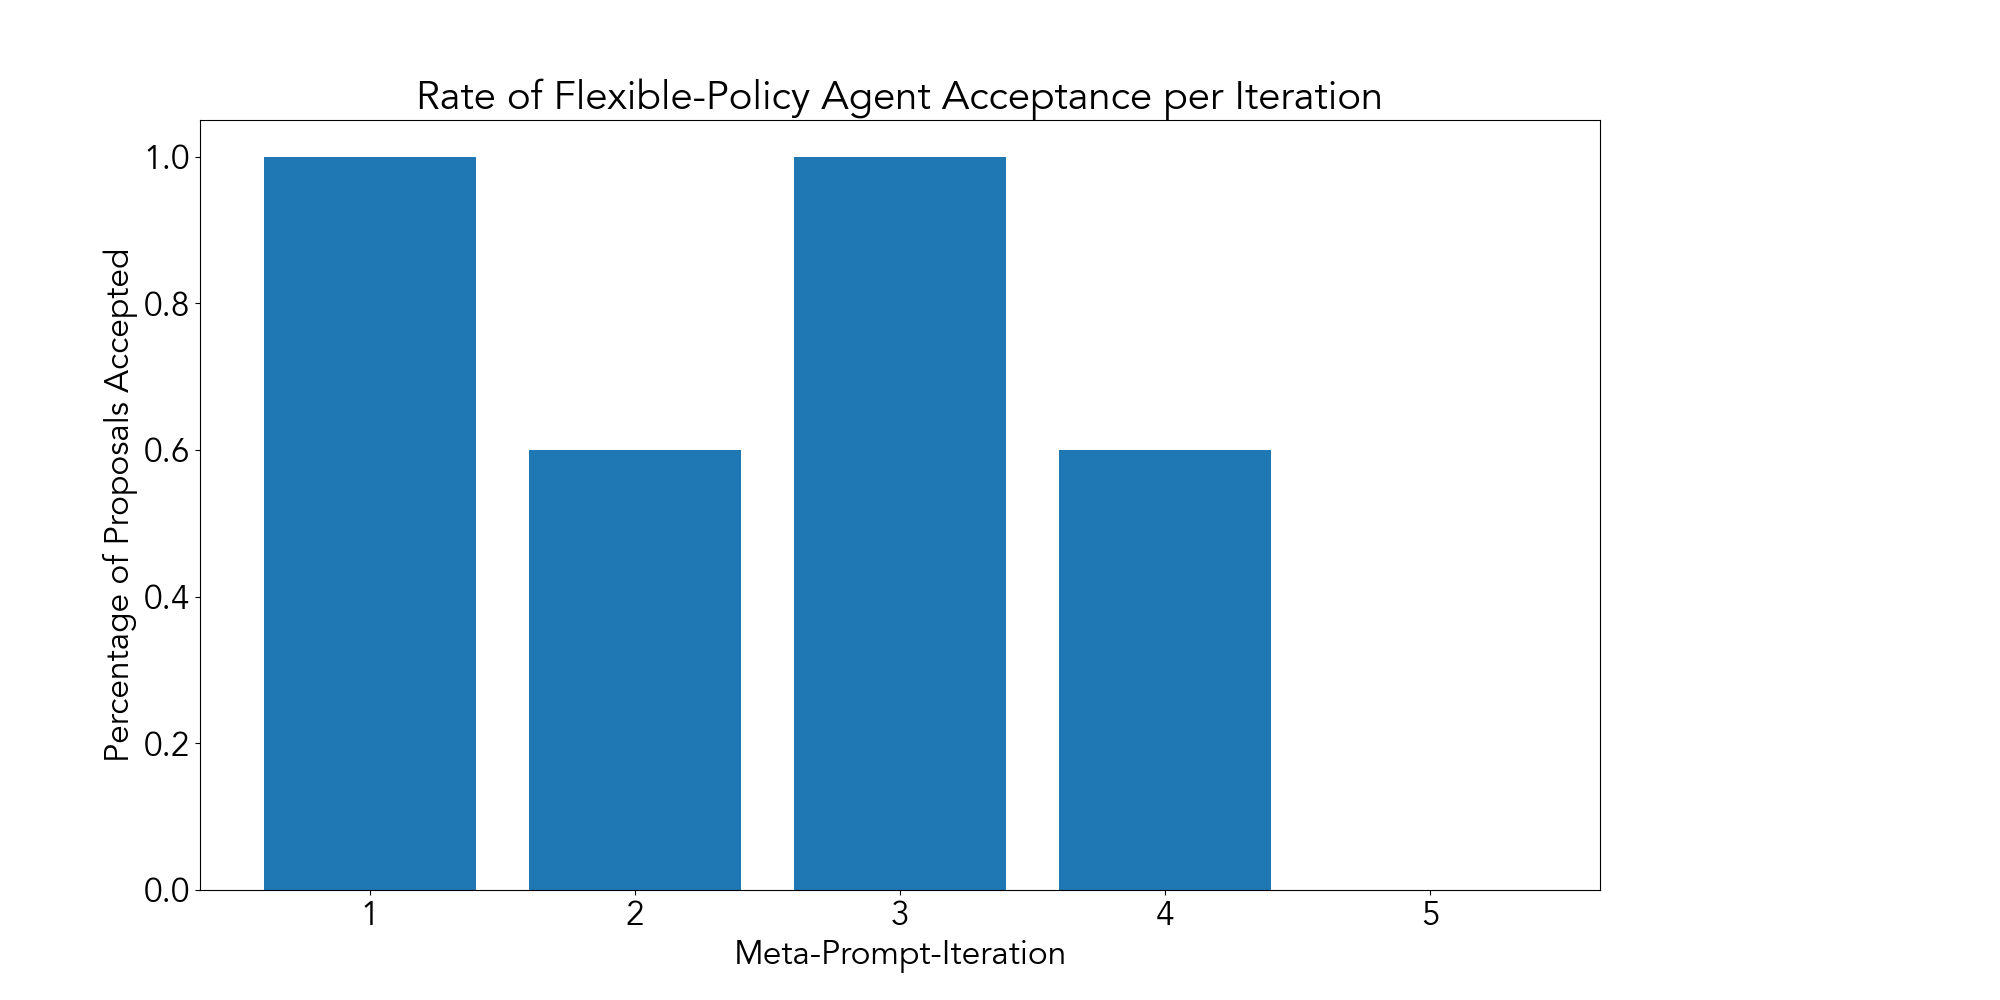 Rate of Flexible-Policy Agent Acceptance per Iteration
Percentage of Proposals Accepted
1.0
0.8
0.6
0.4
0.2
0.0
1 2 3 4 5
Meta-Prompt-Iteration